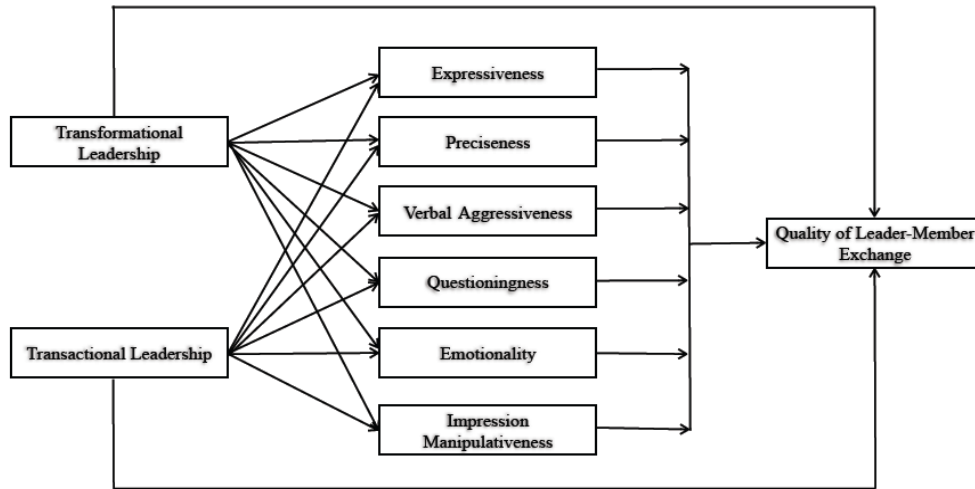 Expressiveness
Transformational
Leadership
Preciseness
Verbal Aggressiveness
Quality of Leader-Member
Exchange
Questioningness
Transactional Leadership
Emotionality
Impression
Manipulativeness